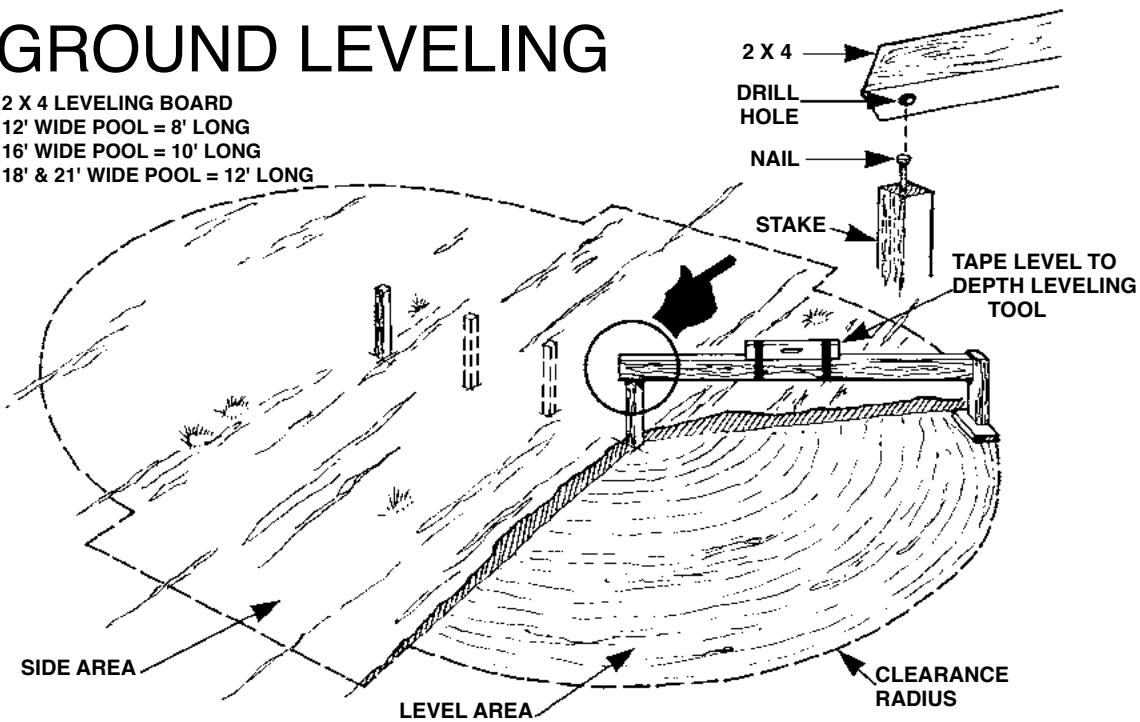 GROUND LEVELING
2 X 4 LEVELING BOARD
12' WIDE POOL = 8' LONG
16' WIDE POOL = 10' LONG
18' & 21' WIDE POOL = 12' LONG
2 X 4
DRILL
HOLE
NAIL
STAKE
TAPE LEVEL TO
DEPTH LEVELING
TOOL
SIDE AREA
LEVEL AREA
CLEARANCE
RADIUS